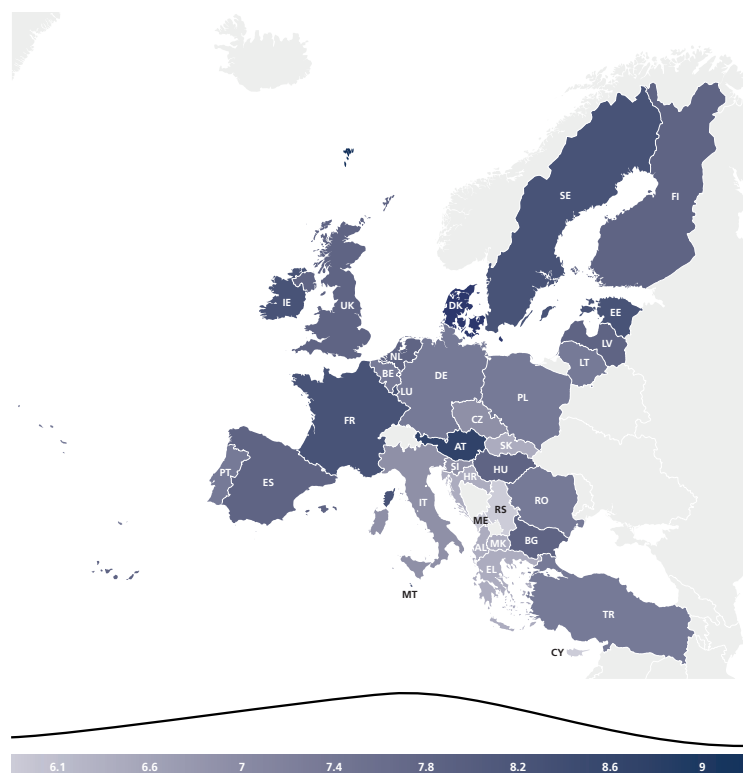 SE
FI
DK
EE
IE
UK
LV
NL
LT
BE
DE
LU
PL
FR
CZ
AT
SK
SI
HU
PT
ES
HR
IT
RO
RS
ME
BG
AL
MK
EL
MT
TR
CY
6.1 6.6 7 7.4 7.8 8.2 8.6 9